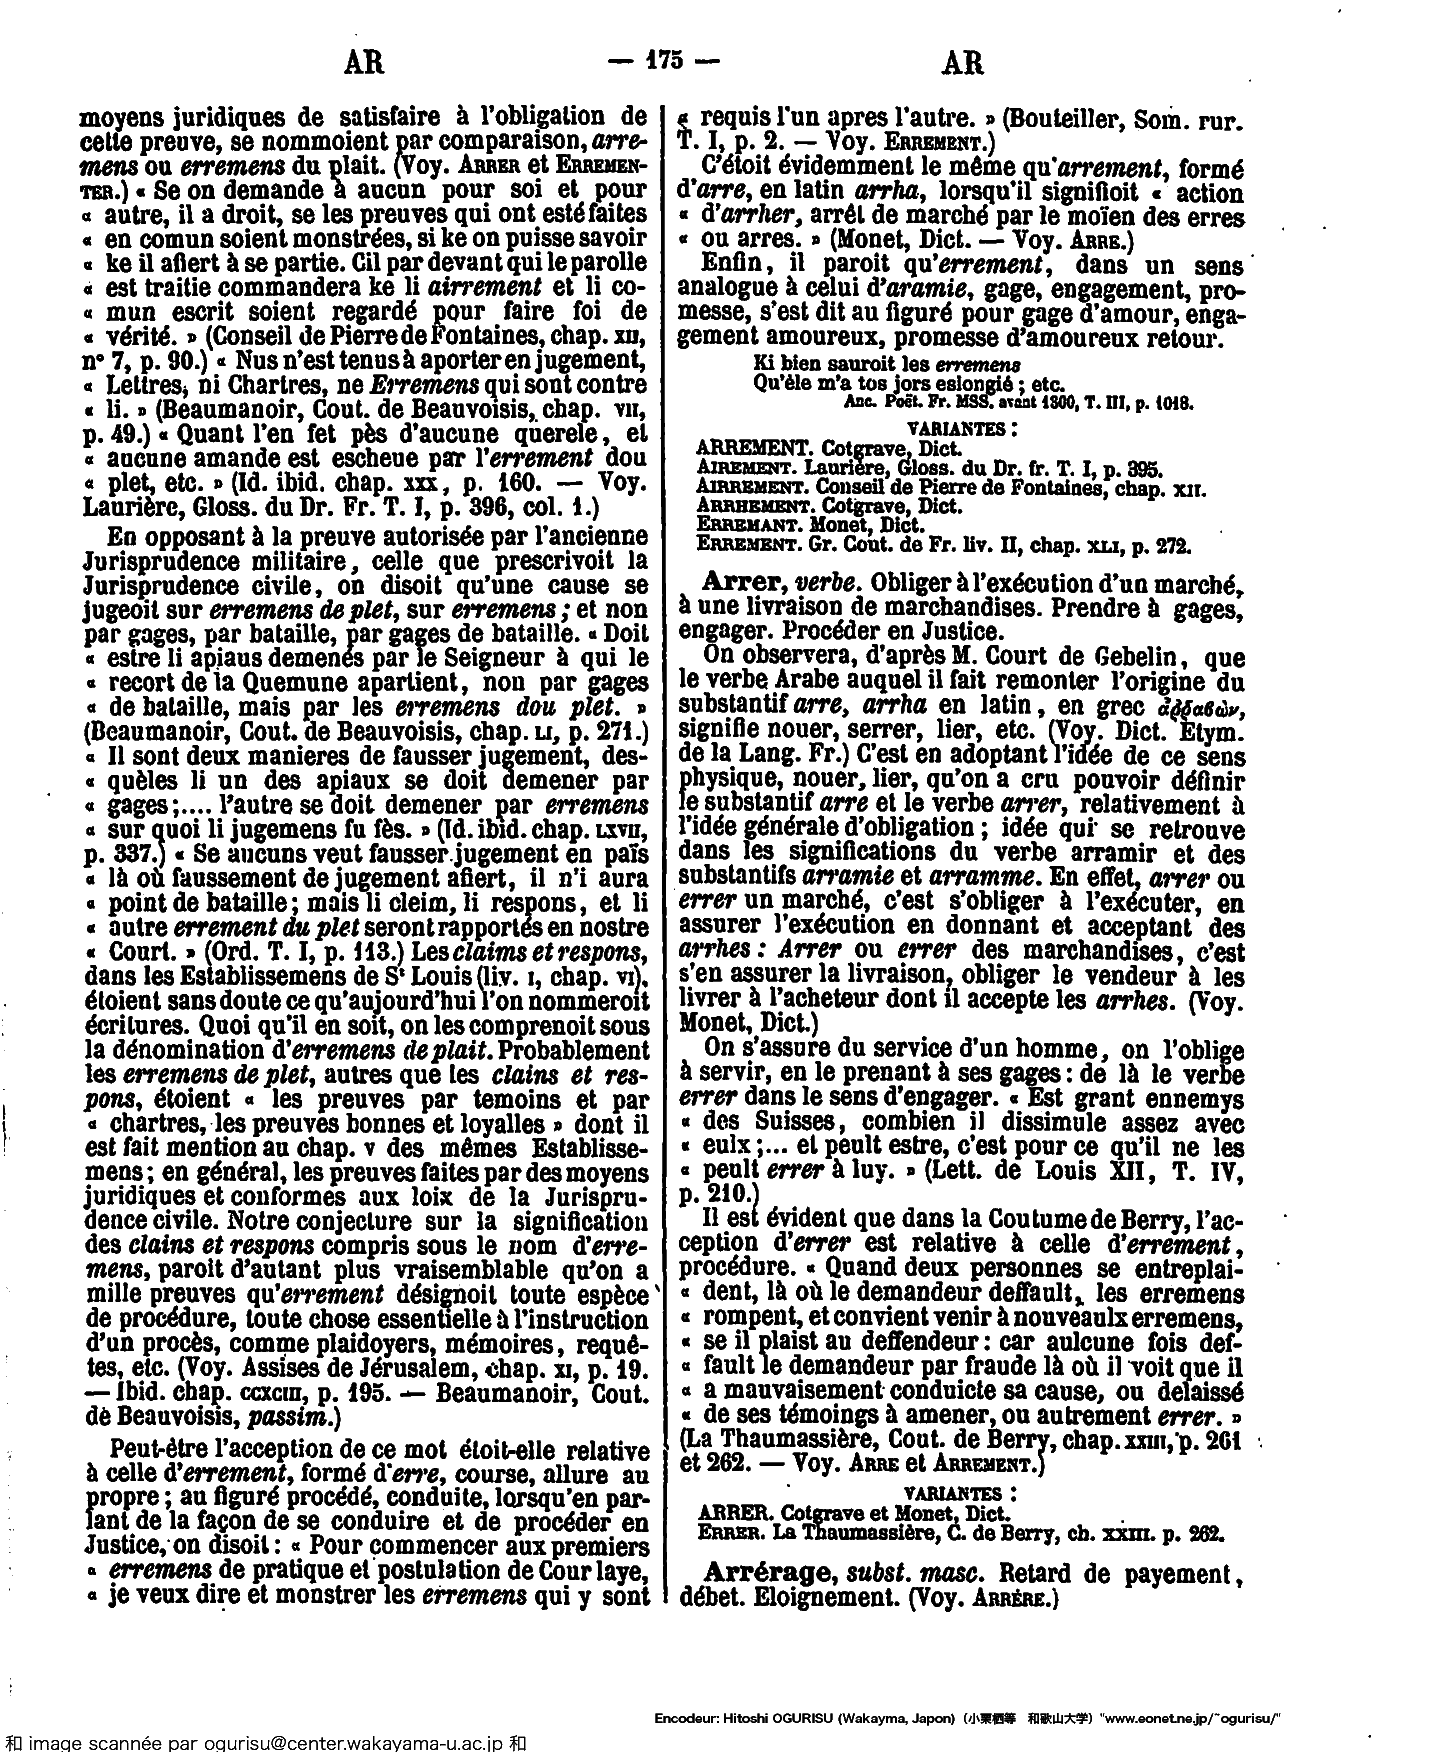 AR — 175 — AR
moyens juridiques de satisfaire à l'obligation de
cette preuve, se nommoient par comparaison, arre-
mens ou erremens du plait. (Voy. ARRER et ERREMEN-
TER.) « Se on demande à aucun pour soi et pour
« autre, il a droit, se les preuves qui ont esté faites
« en comun soient monstrées, si ke on puisse savoir
« ke il afiert à se partie. Cil par devant qui le parolle
« est traitie commandera ke li airrement et li co-
« mun escrit soient regardé pour faire foi de
« vérité. » (Conseil de Pierre de Fontaines, chap. XII,
n° 7, p. 90.) « Nus n'est tenus à aporter en jugement,
« Lettres, ni Chartres, ne Erremens qui sont contre
« li. » (Beaumanoir, Cout. de Beauvoisis, chap. VII,
p. 49.) « Quant l'en fet pès d'aucune querele, et
« aucune amande est escheue par l'errement dou
« plet, etc. » (Id. ibid. chap. XXX, p. 160. — Voy.
Laurière, Gloss. du Dr. Fr. T. I, p. 396, col. 1.)
En opposant à la preuve autorisée par l'ancienne
Jurisprudence militaire, celle que prescrivoit la
Jurisprudence civile, on disoit qu'une cause se
jugeoit sur erremens de plet, sur erremens ; et non
par gages, par bataille, par gages de bataille. « Doit
« estre li apiaus demenés par le Seigneur à qui le
« recort de la Quemune apartient, non par gages
« de bataille, mais par les erremens dou plet. »
(Beaumanoir, Cout. de Beauvoisis, chap. LI, p. 271.)
« Il sont deux manieres de fausser jugement, des-
« quèles li un des apiaux se doit demener par
« gages ;.... l'autre se doit demener par erremens
« sur quoi li jugemens fu fès. » (Id. ibid. chap. LXVII,
p. 337.) « Se aucuns veut fausser jugement en païs
« là où faussement de jugement afiert, il n'i aura
« point de bataille ; mais li cleim, li respons, et li
« autre errement du plet seront rapportés en nostre
« Court. » (Ord. T. I, p. 113.) Les claims et respons,
dans les Establissemens de St Louis (liv. I, chap. VI),
étoient sans doute ce qu'aujourd'hui l'on nommeroit
écritures. Quoi qu'il en soit, on les comprenoit sous
la dénomination d'erremens de plait. Probablement
les erremens de plet, autres que les clains et res-
pons, étoient « les preuves par temoins et par
« chartres, les preuves bonnes et loyalles » dont il
est fait mention au chap. V des mêmes Establisse-
mens ; en général, les preuves faites par des moyens
juridiques et conformes aux loix de la Jurispru-
dence civile. Notre conjecture sur la signification
des clains et respons compris sous le nom d'erre-
mens, paroit d'autant plus vraisemblable qu'on a
mille preuves qu'errement désignoit toute espèce
de procédure, toute chose essentielle à l'instruction
d'un procès, comme plaidoyers, mémoires, requê-
tes, etc. (Voy. Assises de Jérusalem, chap. XI, p. 19.
— Ibid. chap. CCXCIII, p. 195. — Beaumanoir, Cout.
de Beauvoisis, passim.)
Peut-être l'acception de ce mot étoit-elle relative
à celle d'errement, formé d'erre, course, allure au
propre ; au figuré procédé, conduite, lorsqu'en par-
lant de la façon de se conduire et de procéder en
Justice, on disoit : « Pour commencer aux premiers
« erremens de pratique et postulation de Cour laye,
« je veux dire et monstrer les erremens qui y sont
« requis l'un apres l'autre. » (Bouteiller, Som. rur.
T. I, p. 2. — Voy. ERREMENT.)
C'étoit évidemment le même qu'arrement, formé
d'arre, en latin arrha, lorsqu'il signifioit « action
« d'arrher, arrêt de marché par le moïen des erres
« ou arres. » (Monet, Dict. — Voy. ARRE.)
Enfin, il paroit qu'errement, dans un sens
analogue à celui d'aramie, gage, engagement, pro-
messe, s'est dit au figuré pour gage d'amour, enga-
gement amoureux, promesse d'amoureux retour.
Ki bien sauroit les erremens
Qu'èle m'a tos jors eslongié ; etc.
Anc. Poët. Fr. MSS. avant 1300, T. III, p. 1018.
VARIANTES :
ARREMENT. Cotgrave, Dict.
AIREMENT. Laurière, Gloss. du Dr. fr. T. I, p. 395.
AIRREMENT. Conseil de Pierre de Fontaines, chap. XII.
ARRHEMENT. Cotgrave, Dict.
ERREMANT. Monet, Dict.
ERREMENT. Gr. Cout. de Fr. liv. II, chap. XLI, p. 272.
Arrer, verbe. Obliger à l'exécution d'un marché,
à une livraison de marchandises. Prendre à gages,
engager. Procéder en Justice.
On observera, d'après M. Court de Gebelin, que
le verbe Arabe auquel il fait remonter l'origine du
substantif arre, arrha en latin, en grec ἀῤῥαβὼν,
signifie nouer, serrer, lier, etc. (Voy. Dict. Etym.
de la Lang. Fr.) C'est en adoptant l'idée de ce sens
physique, nouer, lier, qu'on a cru pouvoir définir
le substantif arre et le verbe arrer, relativement à
l'idée générale d'obligation ; idée qui se retrouve
dans les significations du verbe arramir et des
substantifs arramie et arramme. En effet, arrer ou
errer un marché, c'est s'obliger à l'exécuter, en
assurer l'exécution en donnant et acceptant des
arrhes : Arrer ou errer des marchandises, c'est
s'en assurer la livraison, obliger le vendeur à les
livrer à l'acheteur dont il accepte les arrhes. (Voy.
Monet, Dict.)
On s'assure du service d'un homme, on l'oblige
à servir, en le prenant à ses gages : de là le verbe
errer dans le sens d'engager. « Est grant ennemys
« des Suisses, combien il dissimule assez avec
« eulx ;... et peult estre, c'est pour ce qu'il ne les
« peult errer à luy. » (Lett. de Louis XII, T. IV,
p. 210.)
Il est évident que dans la Coutume de Berry, l'ac-
ception d'errer est relative à celle d'errement,
procédure. « Quand deux personnes se entreplai-
« dent, là où le demandeur deffault, les erremens
« rompent, et convient venir à nouveaulx erremens,
« se il plaist au deffendeur : car aulcune fois def-
« fault le demandeur par fraude là où il voit que il
« a mauvaisement conduicte sa cause, ou delaissé
« de ses témoings à amener, ou autrement errer. »
(La Thaumassière, Cout. de Berry, chap. XXIII, p. 261
et 262. — Voy. ARRE et ARREMENT.)
VARIANTES :
ARRER. Cotgrave et Monet, Dict.
ERRER. La Thaumassière, C. de Berry, ch. XXIII. p. 262.
Arrérage, subst. masc. Retard de payement,
débet. Eloignement. (Voy. ARRÉRE.)
Encodeur: Hitoshi OGURISU (Wakayma, Japon) (小栗栖等 和歌山大学) "www.eonet.ne.jp/~ogurisu/"
和 image scannée par ogurisu@center.wakayama-u.ac.jp 和